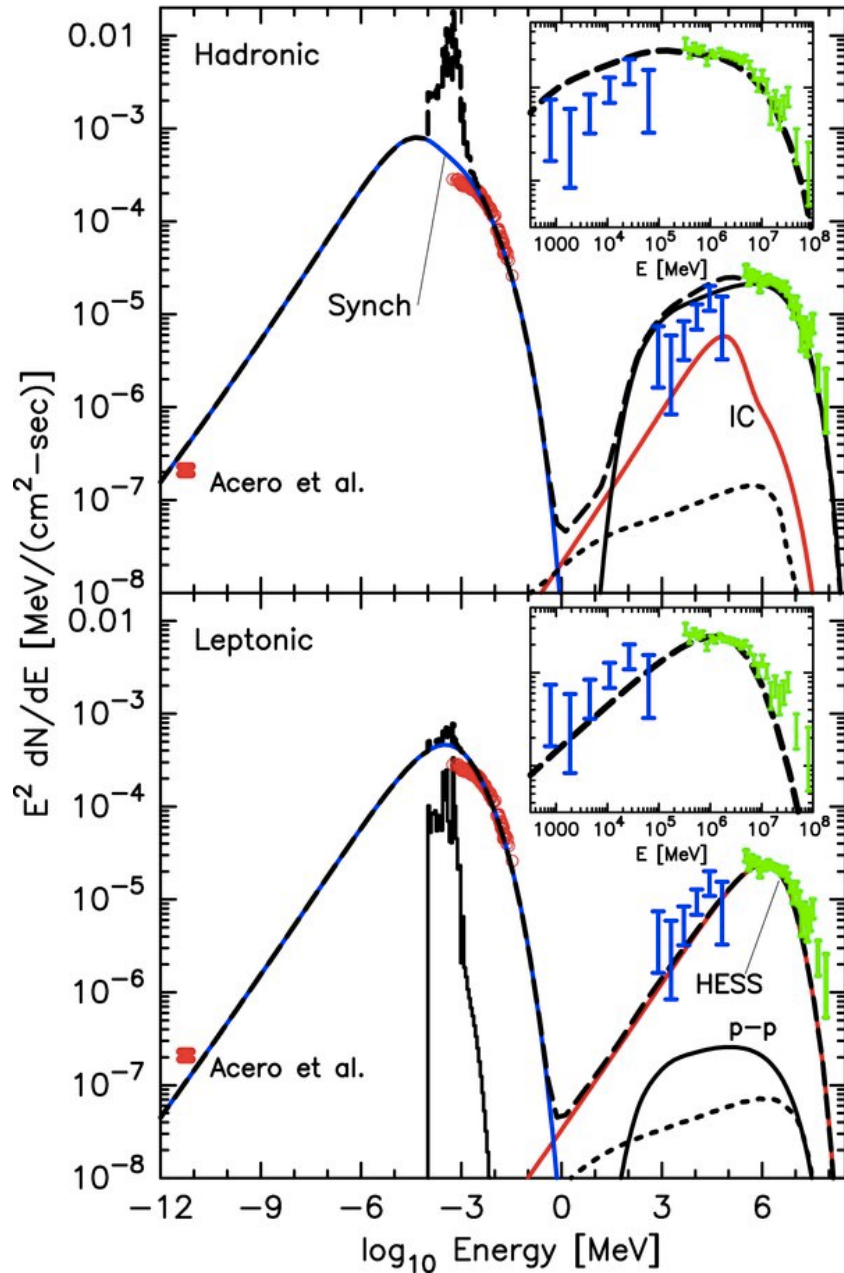 0.01
Hadronic
10⁻³
10⁻⁴
1000 10⁴ 10⁵ 10⁶ 10⁷ 10⁸
E [MeV]
Synch
10⁻⁵
10⁻⁶
IC
10⁻⁷
Acero et al.
10⁻⁸
E² dN/dE [MeV/(cm²−sec)]
0.01
Leptonic
10⁻³
10⁻⁴
1000 10⁴ 10⁵ 10⁶ 10⁷ 10⁸
E [MeV]
10⁻⁵
HESS
10⁻⁶
p−p
10⁻⁷
Acero et al.
10⁻⁸
−12 −9 −6 −3 0 3 6
log₁₀ Energy [MeV]